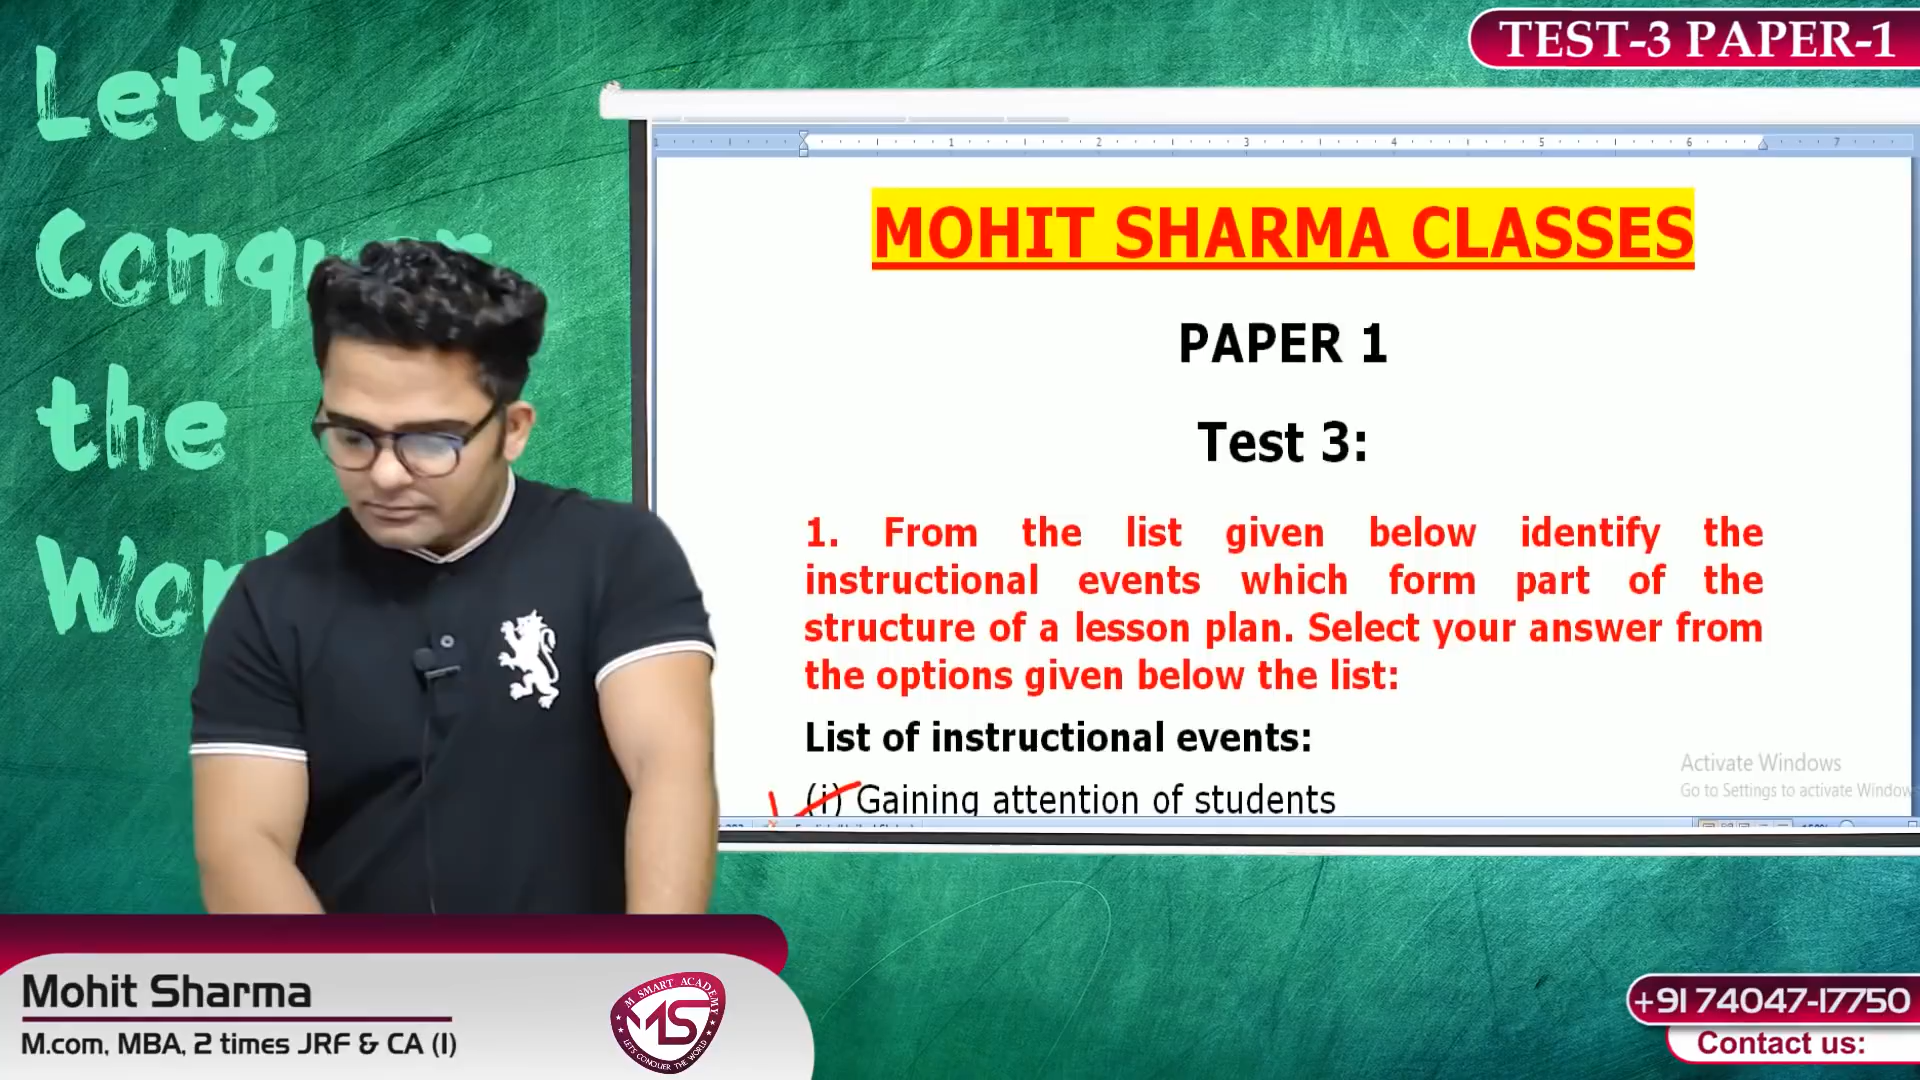 TEST-3 PAPER-1
Let's
Conquer
the
MOHIT SHARMA CLASSES
PAPER 1
Test 3:
1. From the list given below identify the
instructional events which form part of the
structure of a lesson plan. Select your answer from
the options given below the list:
List of instructional events:
(i) Gaining attention of students
Activate Windows
Go to Settings to activate Window
Mohit Sharma
M.com, MBA, 2 times JRF & CA (I)
M SMART ACADEMY
MS
LET'S CONQUER THE WORLD
+91 74047-17750
Contact us: